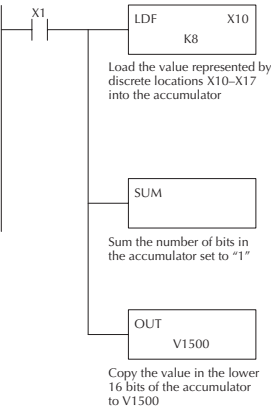 X1
LDF X10
K8
Load the value represented by
discrete locations X10–X17
into the accumulator
SUM
Sum the number of bits in
the accumulator set to “1”
OUT
V1500
Copy the value in the lower
16 bits of the accumulator
to V1500